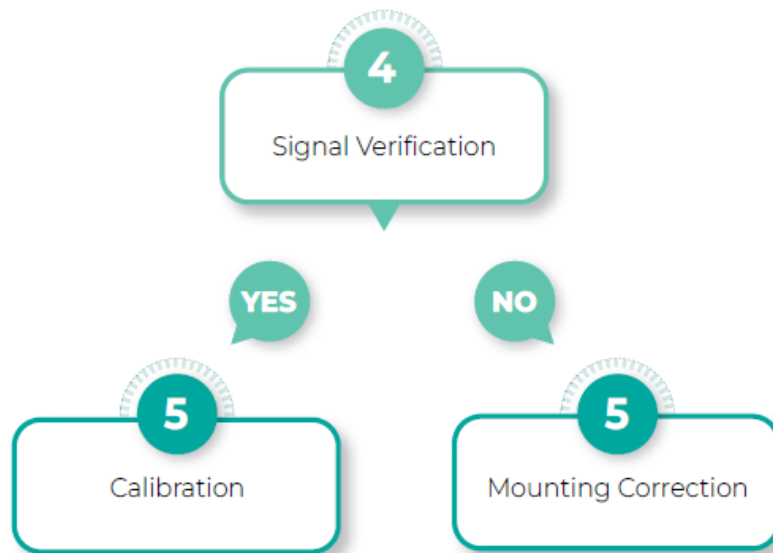 4
Signal Verification
YES
NO
5
Calibration
5
Mounting Correction